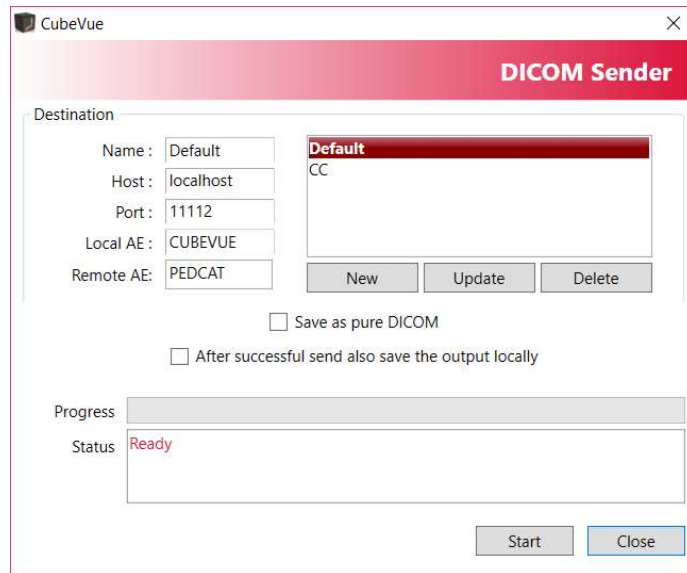 CubeVue
DICOM Sender
Destination
Name : Default
Host : localhost
Port : 11112
Local AE : CUBEVUE
Remote AE: PEDCAT
Default
CC
New Update Delete
Save as pure DICOM
After successful send also save the output locally
Progress
Status Ready
Start Close